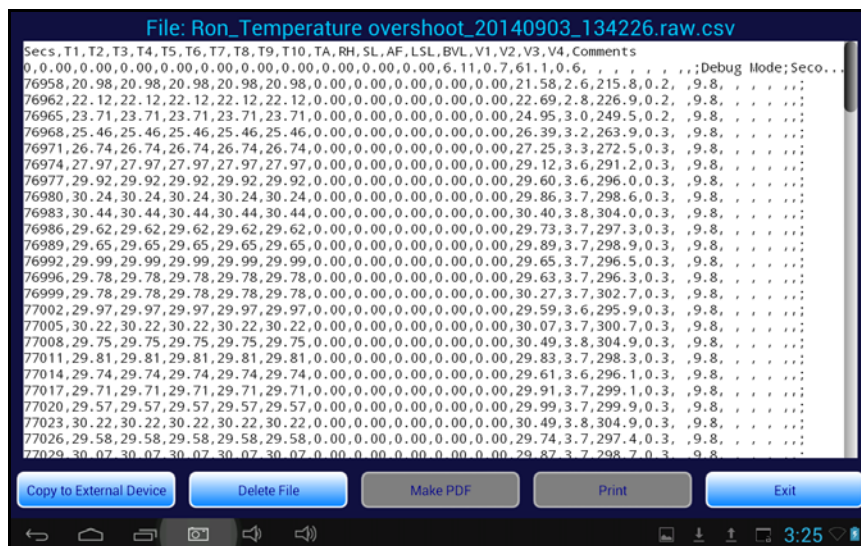 File: Ron_Temperature overshoot_20140903_134226.raw.csv
Secs,T1,T2,T3,T4,T5,T6,T7,T8,T9,T10,TA,RH,SL,AF,LSL,BVL,V1,V2,V3,V4,Comments
0,0.00,0.00,0.00,0.00,0.00,0.00,0.00,0.00,0.00,0.00,6.11,0.7,61.1,0.6, , , , , , ,,;Debug Mode;Seco...
76958,20.98,20.98,20.98,20.98,20.98,0.00,0.00,0.00,0.00,0.00,21.58,2.6,215.8,0.2, ,9.8, , , , ,,;
76962,22.12,22.12,22.12,22.12,22.12,0.00,0.00,0.00,0.00,0.00,22.69,2.8,226.9,0.2, ,9.8, , , , ,,;
76965,23.71,23.71,23.71,23.71,23.71,0.00,0.00,0.00,0.00,0.00,24.95,3.0,249.5,0.2, ,9.8, , , , ,,;
76968,25.46,25.46,25.46,25.46,25.46,0.00,0.00,0.00,0.00,0.00,26.39,3.2,263.9,0.3, ,9.8, , , , ,,;
76971,26.74,26.74,26.74,26.74,26.74,0.00,0.00,0.00,0.00,0.00,27.25,3.3,272.5,0.3, ,9.8, , , , ,,;
76974,27.97,27.97,27.97,27.97,27.97,0.00,0.00,0.00,0.00,0.00,29.12,3.6,291.2,0.3, ,9.8, , , , ,,;
76977,29.92,29.92,29.92,29.92,29.92,0.00,0.00,0.00,0.00,0.00,29.60,3.6,296.0,0.3, ,9.8, , , , ,,;
76980,30.24,30.24,30.24,30.24,30.24,0.00,0.00,0.00,0.00,0.00,29.86,3.7,298.6,0.3, ,9.8, , , , ,,;
76983,30.44,30.44,30.44,30.44,30.44,0.00,0.00,0.00,0.00,0.00,30.40,3.8,304.0,0.3, ,9.8, , , , ,,;
76986,29.62,29.62,29.62,29.62,29.62,0.00,0.00,0.00,0.00,0.00,29.73,3.7,297.3,0.3, ,9.8, , , , ,,;
76989,29.65,29.65,29.65,29.65,29.65,0.00,0.00,0.00,0.00,0.00,29.89,3.7,298.9,0.3, ,9.8, , , , ,,;
76992,29.99,29.99,29.99,29.99,29.99,0.00,0.00,0.00,0.00,0.00,29.65,3.7,296.5,0.3, ,9.8, , , , ,,;
76996,29.78,29.78,29.78,29.78,29.78,0.00,0.00,0.00,0.00,0.00,29.63,3.7,296.3,0.3, ,9.8, , , , ,,;
76999,29.78,29.78,29.78,29.78,29.78,0.00,0.00,0.00,0.00,0.00,30.27,3.7,302.7,0.3, ,9.8, , , , ,,;
77002,29.97,29.97,29.97,29.97,29.97,0.00,0.00,0.00,0.00,0.00,29.59,3.6,295.9,0.3, ,9.8, , , , ,,;
77005,30.22,30.22,30.22,30.22,30.22,0.00,0.00,0.00,0.00,0.00,30.07,3.7,300.7,0.3, ,9.8, , , , ,,;
77008,29.75,29.75,29.75,29.75,29.75,0.00,0.00,0.00,0.00,0.00,30.49,3.8,304.9,0.3, ,9.8, , , , ,,;
77011,29.81,29.81,29.81,29.81,29.81,0.00,0.00,0.00,0.00,0.00,29.83,3.7,298.3,0.3, ,9.8, , , , ,,;
77014,29.74,29.74,29.74,29.74,29.74,0.00,0.00,0.00,0.00,0.00,29.61,3.6,296.1,0.3, ,9.8, , , , ,,;
77017,29.71,29.71,29.71,29.71,29.71,0.00,0.00,0.00,0.00,0.00,29.91,3.7,299.1,0.3, ,9.8, , , , ,,;
77020,29.57,29.57,29.57,29.57,29.57,0.00,0.00,0.00,0.00,0.00,29.99,3.7,299.9,0.3, ,9.8, , , , ,,;
77023,30.22,30.22,30.22,30.22,30.22,0.00,0.00,0.00,0.00,0.00,30.49,3.8,304.9,0.3, ,9.8, , , , ,,;
77026,29.58,29.58,29.58,29.58,29.58,0.00,0.00,0.00,0.00,0.00,29.74,3.7,297.4,0.3, ,9.8, , , , ,,;
77029,30.07,30.07,30.07,30.07,30.07,0.00,0.00,0.00,0.00,0.00,29.87,3.7,298.7,0.3, ,9.8, , , , ,,;
Copy to External Device Delete File Make PDF Print Exit
3:25